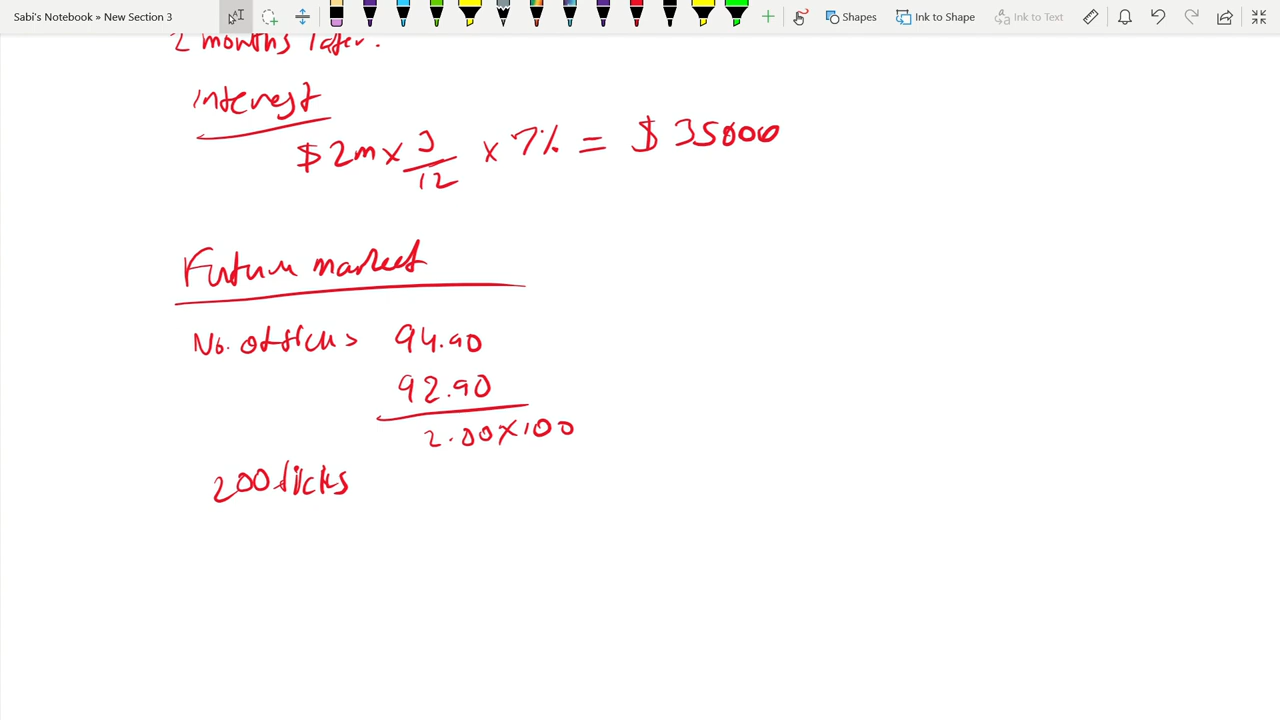 Sabi's Notebook » New Section 3
Shapes
Ink to Shape
Ink to Text
2 months later.
Interest
$2m × 3/12 × 7% = $35000
Future market
No. of ticks > 94.90
92.90
2.00×100
200 ticks